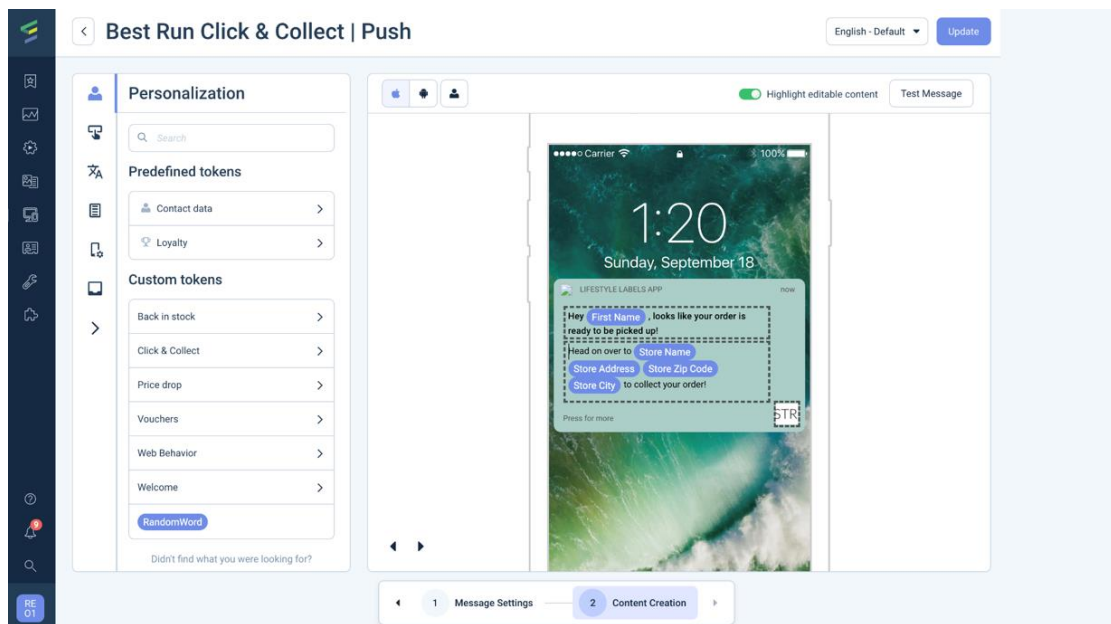 Best Run Click & Collect | Push
English - Default
Update
Personalization
Search
Predefined tokens
Contact data
Loyalty
Custom tokens
Back in stock
Click & Collect
Price drop
Vouchers
Web Behavior
Welcome
RandomWord
Didn't find what you were looking for?
Highlight editable content
Test Message
Carrier
100%
1:20
Sunday, September 18
LIFESTYLE LABELS APP
now
Hey First Name , looks like your order is
ready to be picked up!
Head on over to Store Name
Store Address Store Zip Code
Store City to collect your order!
Press for more
STR
9
RE
01
1 Message Settings
2 Content Creation